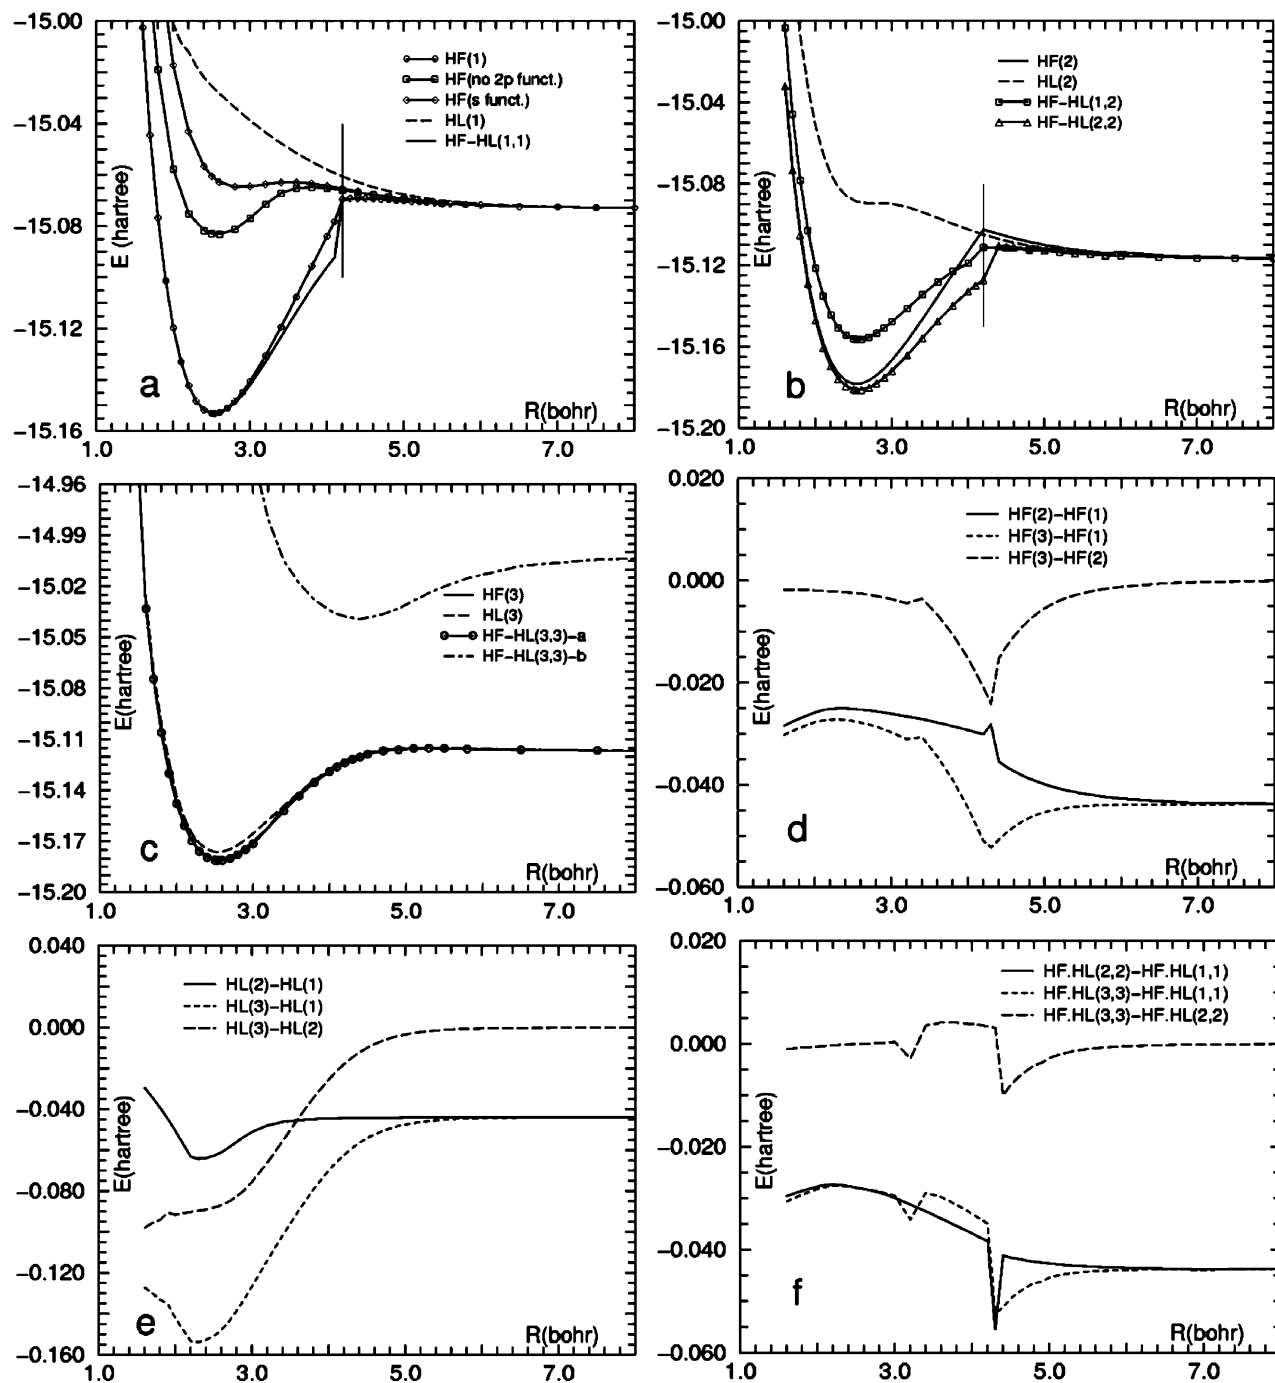 −15.00
−15.04
−15.08
−15.12
−15.16
E (hartree)
HF(1)
HF(no 2p funct.)
HF(s funct.)
HL(1)
HF−HL(1,1)
a
R(bohr)
1.0
3.0
5.0
7.0
−15.00
−15.04
−15.08
−15.12
−15.16
−15.20
E(hartree)
HF(2)
HL(2)
HF−HL(1,2)
HF−HL(2,2)
b
R(bohr)
1.0
3.0
5.0
7.0
−14.96
−14.99
−15.02
−15.05
−15.08
−15.11
−15.14
−15.17
−15.20
E(hartree)
HF(3)
HL(3)
HF−HL(3,3)−a
HF−HL(3,3)−b
c
R(bohr)
1.0
3.0
5.0
7.0
0.020
0.000
−0.020
−0.040
−0.060
E(hartree)
HF(2)−HF(1)
HF(3)−HF(1)
HF(3)−HF(2)
d
R(bohr)
1.0
3.0
5.0
7.0
0.040
0.000
−0.040
−0.080
−0.120
−0.160
E(hartree)
HL(2)−HL(1)
HL(3)−HL(1)
HL(3)−HL(2)
e
R(bohr)
1.0
3.0
5.0
7.0
0.020
0.000
−0.020
−0.040
−0.060
E(hartree)
HF.HL(2,2)−HF.HL(1,1)
HF.HL(3,3)−HF.HL(1,1)
HF.HL(3,3)−HF.HL(2,2)
f
R(bohr)
1.0
3.0
5.0
7.0